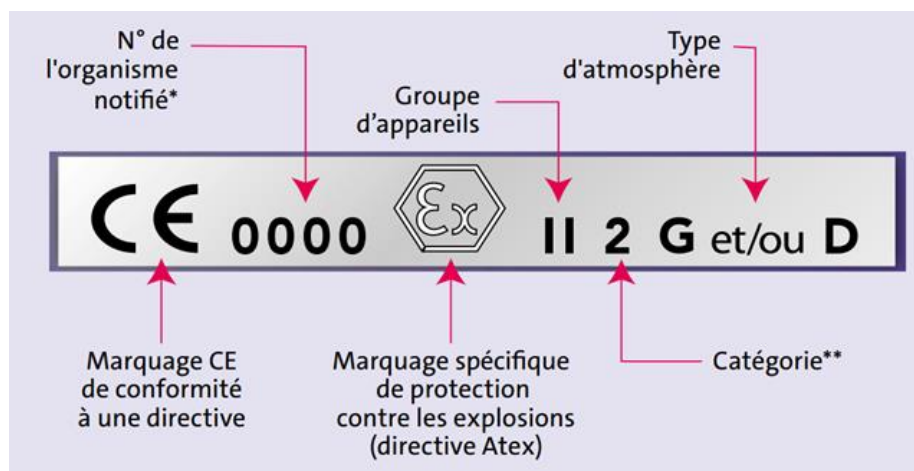 N° de
l'organisme
notifié*
Groupe
d'appareils
Type
d'atmosphère
CE 0000 Ex II 2 G et/ou D
Marquage CE
de conformité
à une directive
Marquage spécifique
de protection
contre les explosions
(directive Atex)
Catégorie**